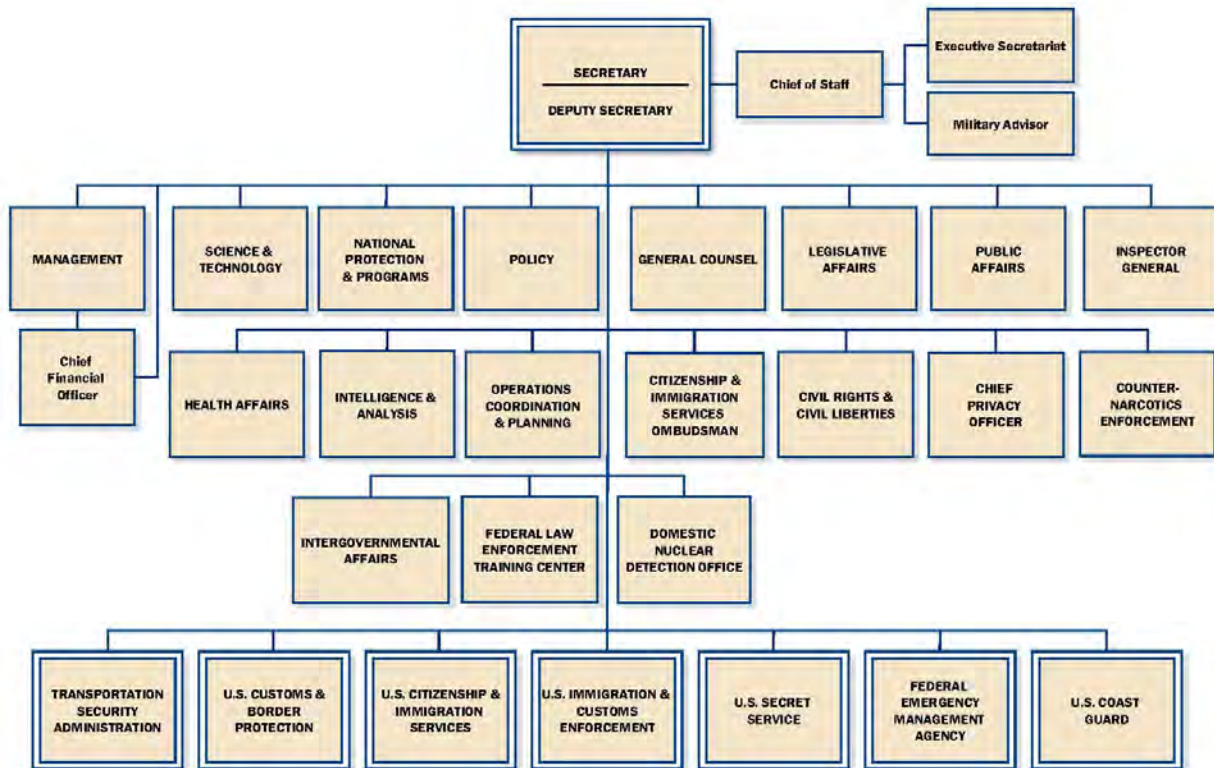 SECRETARY
DEPUTY SECRETARY
Chief of Staff
Executive Secretariat
Military Advisor
MANAGEMENT
SCIENCE &
TECHNOLOGY
NATIONAL
PROTECTION
& PROGRAMS
POLICY
GENERAL COUNSEL
LEGISLATIVE
AFFAIRS
PUBLIC
AFFAIRS
INSPECTOR
GENERAL
Chief
Financial
Officer
HEALTH AFFAIRS
INTELLIGENCE &
ANALYSIS
OPERATIONS
COORDINATION
& PLANNING
CITIZENSHIP &
IMMIGRATION
SERVICES
OMBUDSMAN
CIVIL RIGHTS &
CIVIL LIBERTIES
CHIEF
PRIVACY
OFFICER
COUNTER-
NARCOTICS
ENFORCEMENT
INTERGOVERNMENTAL
AFFAIRS
FEDERAL LAW
ENFORCEMENT
TRAINING CENTER
DOMESTIC
NUCLEAR
DETECTION OFFICE
TRANSPORTATION
SECURITY
ADMINISTRATION
U.S. CUSTOMS &
BORDER
PROTECTION
U.S. CITIZENSHIP &
IMMIGRATION
SERVICES
U.S. IMMIGRATION &
CUSTOMS
ENFORCEMENT
U.S. SECRET
SERVICE
FEDERAL
EMERGENCY
MANAGEMENT
AGENCY
U.S. COAST
GUARD